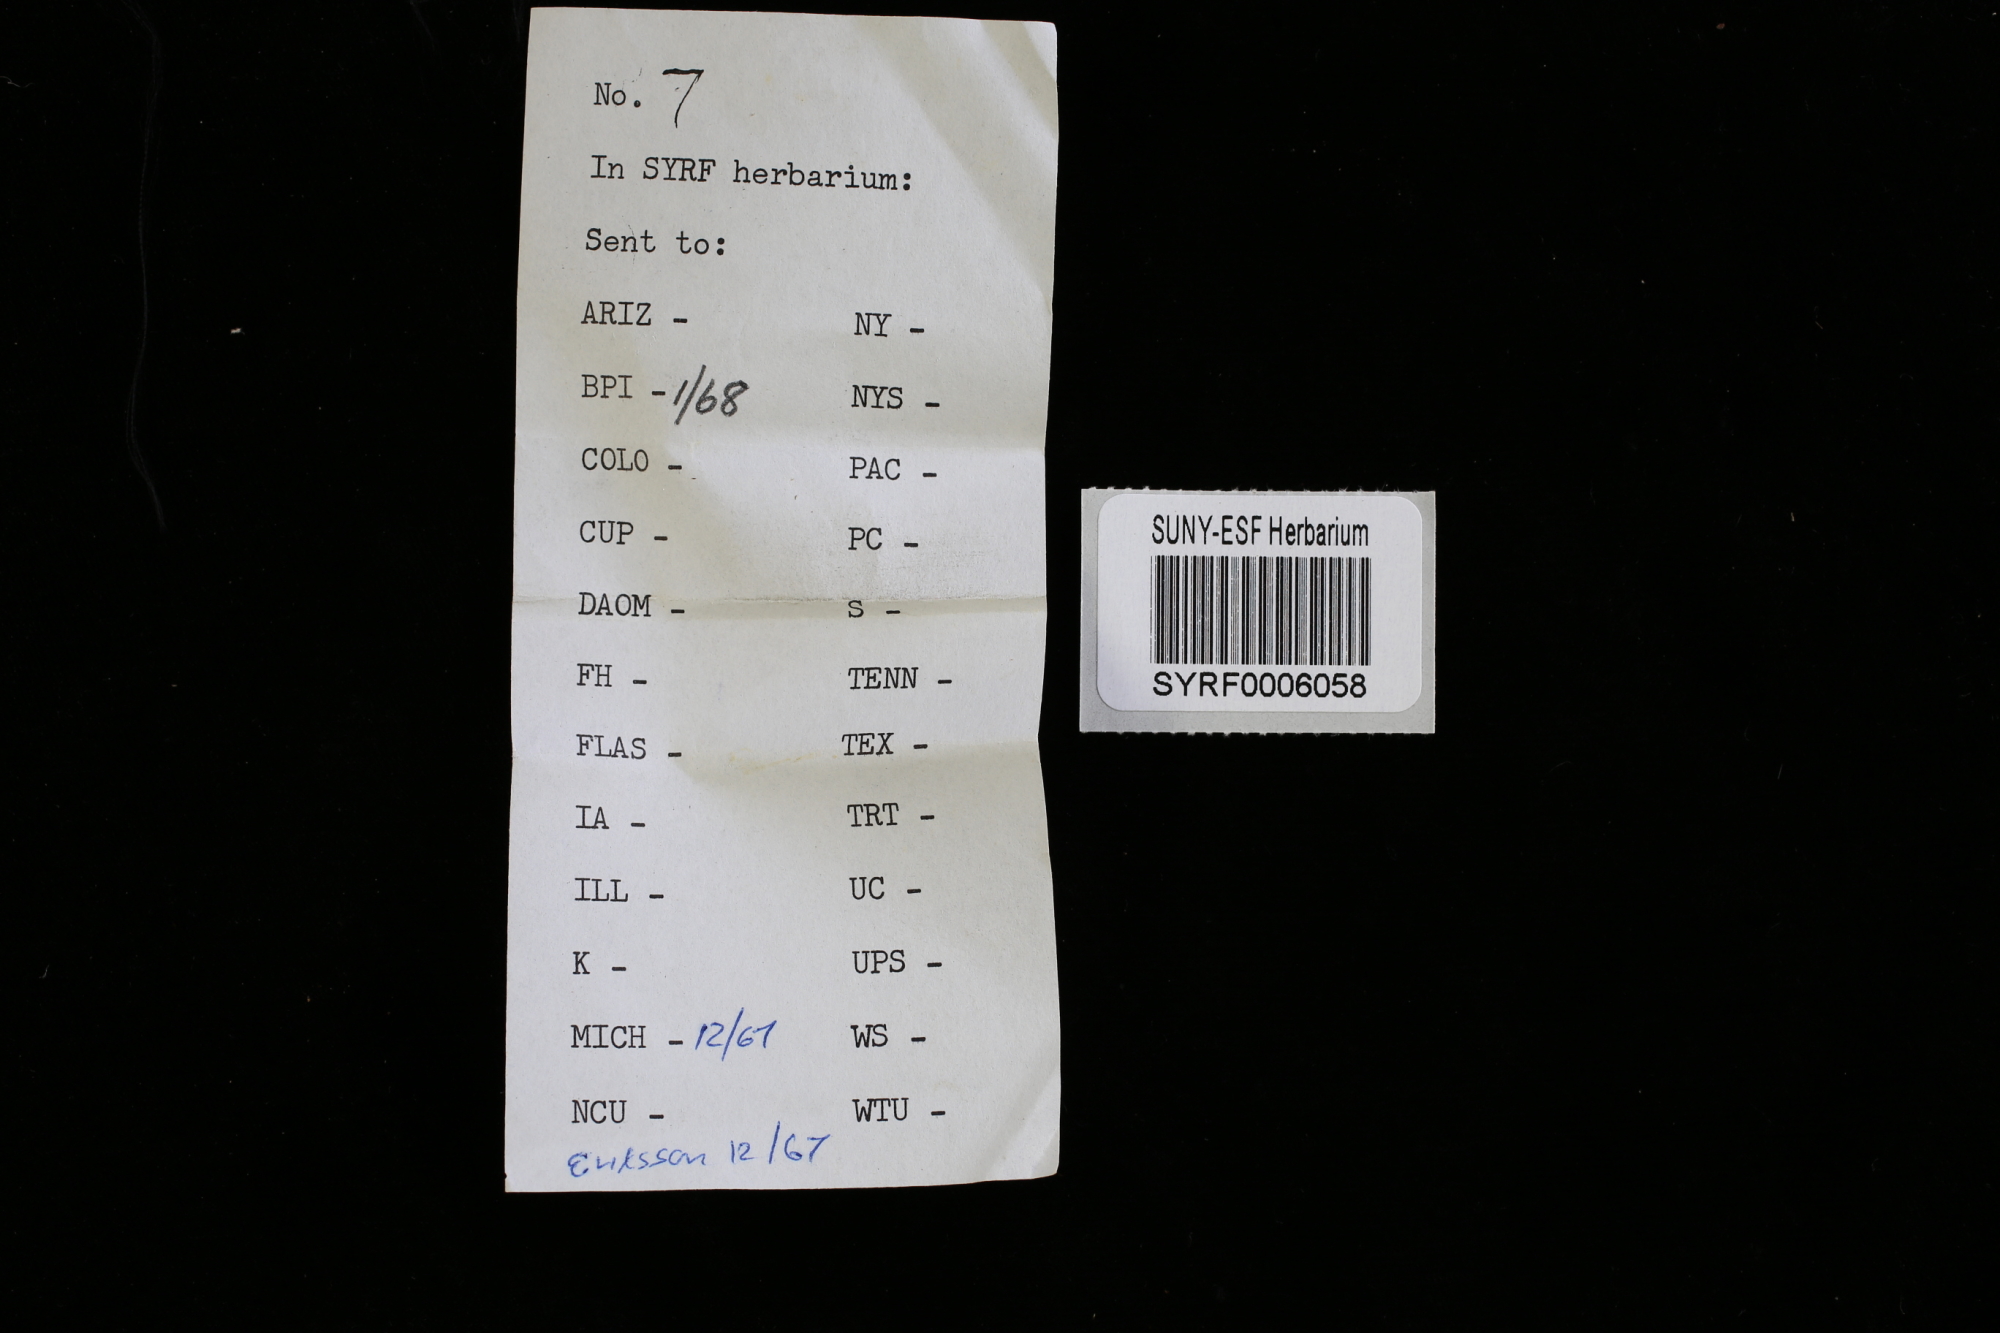 No. 7
In SYRF herbarium:
Sent to:
ARIZ -
BPI - 1/68
COLO -
CUP -
DAOM -
FH -
FLAS -
IA -
ILL -
K -
MICH - 12/67
NCU -
Eriksson 12/67
NY -
NYS -
PAC -
PC -
S -
TENN -
TEX -
TRT -
UC -
UPS -
WS -
WTU -
SUNY-ESF Herbarium
SYRF0006058